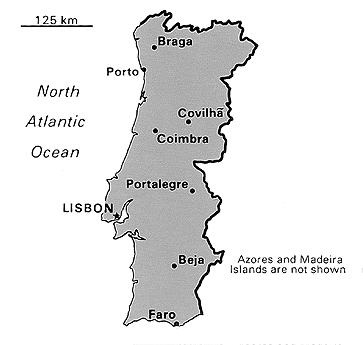 125 km
Braga
Porto
North
Atlantic
Ocean
Covilhã
Coimbra
Portalegre
LISBON
Beja
Azores and Madeira
Islands are not shown
Faro